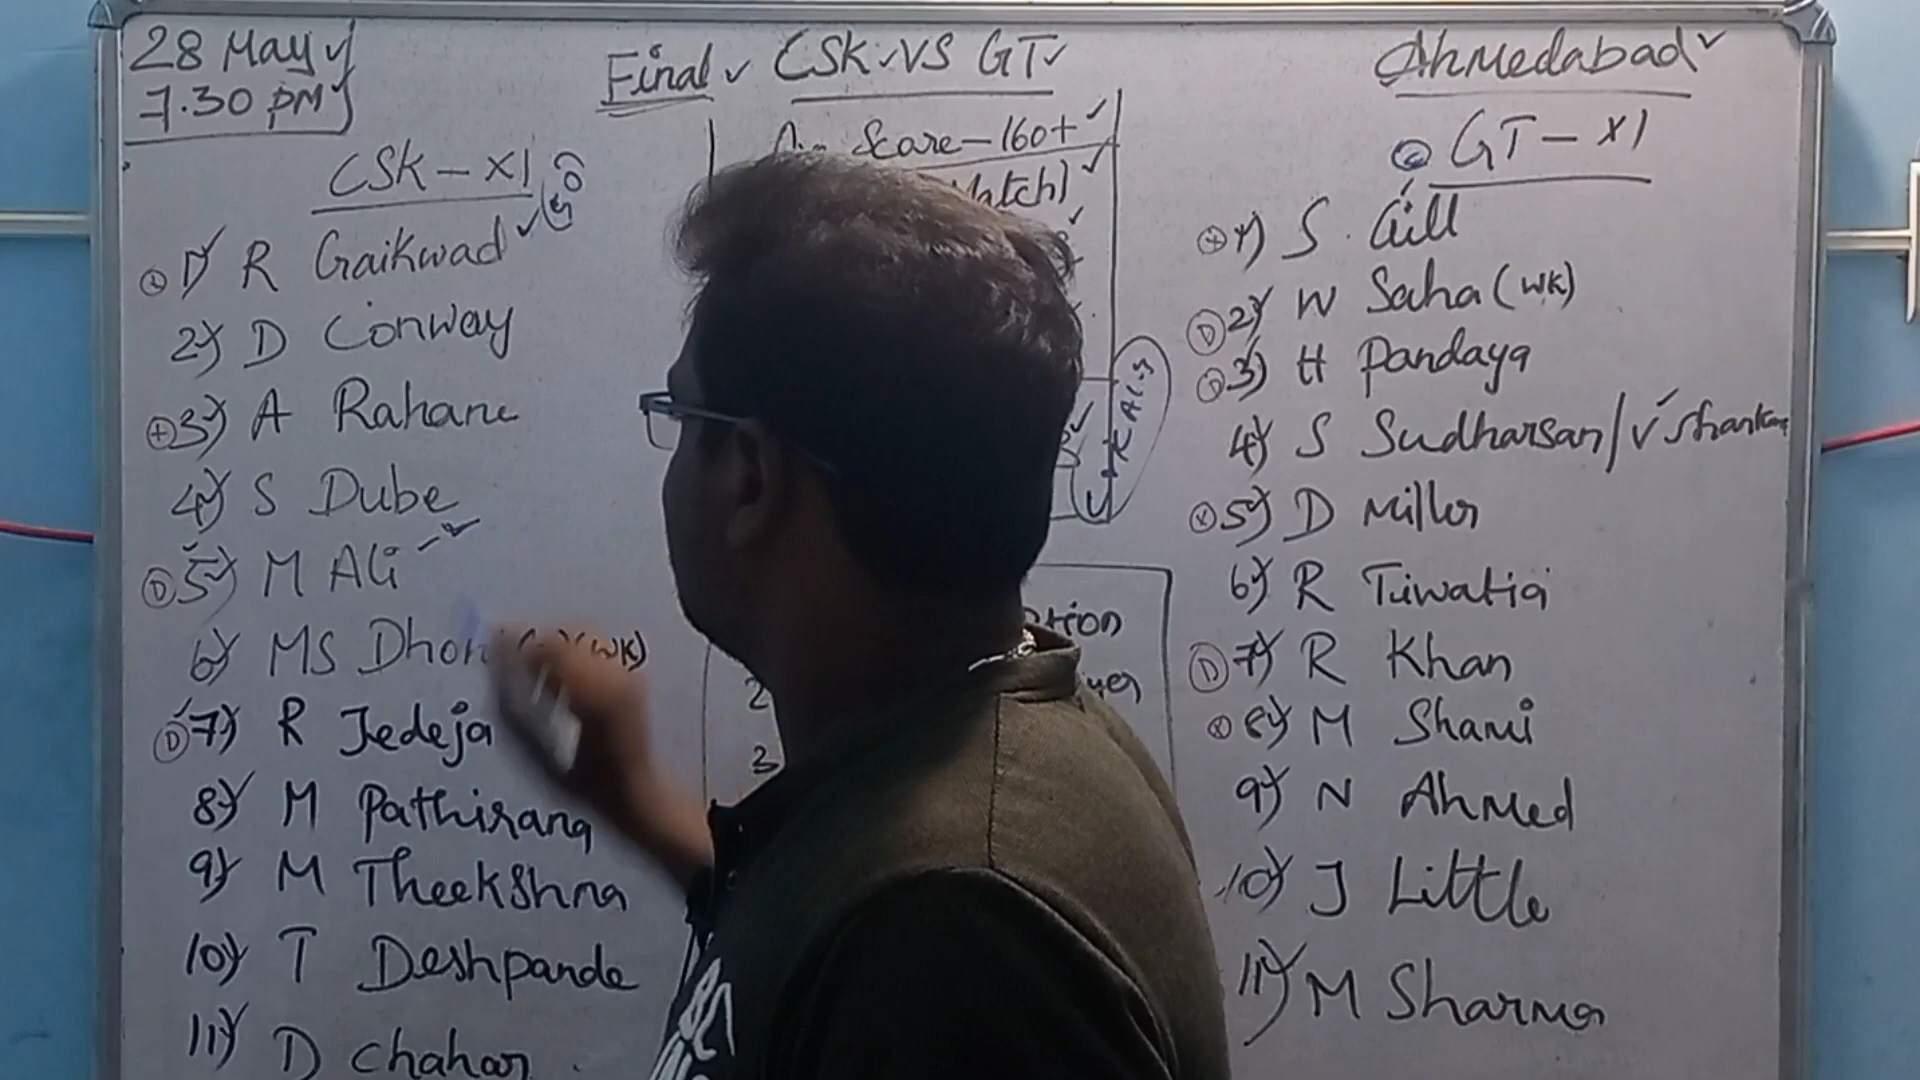 28 May
7.30 PM
Final CSK VS GT
Ahmedabad
Score-160+
Match)
CSK-XI
1) R Gaikwad
2) D Conway
3) A Rahane
4) S Dube
5) M Ali
6) MS Dhoni (WK)
7) R Jedeja
8) M Pathirana
9) M Theekshna
10) T Deshpande
11) D Chahar
2
3
GT-XI
1) S. Gill
2) W Saha (WK)
3) H Pandaya
4) S Sudharsan/V Shankar
5) D Miller
6) R Tiwatia
7) R Khan
8) M Shami
9) N Ahmed
10) J Little
11) M Sharma